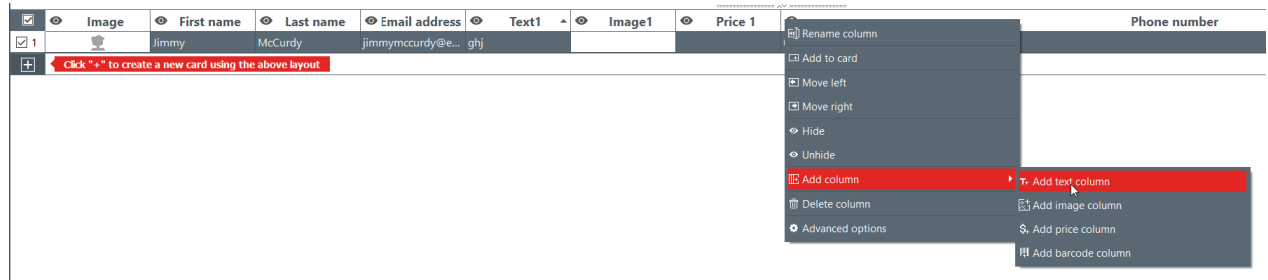 Image First name Last name Email address Text1 Image1 Price 1 Phone number
1 Jimmy McCurdy jimmymccurdy@e... ghj
Click "+" to create a new card using the above layout
Rename column
Add to card
Move left
Move right
Hide
Unhide
Add column
Delete column
Advanced options
Add text column
Add image column
Add price column
Add barcode column